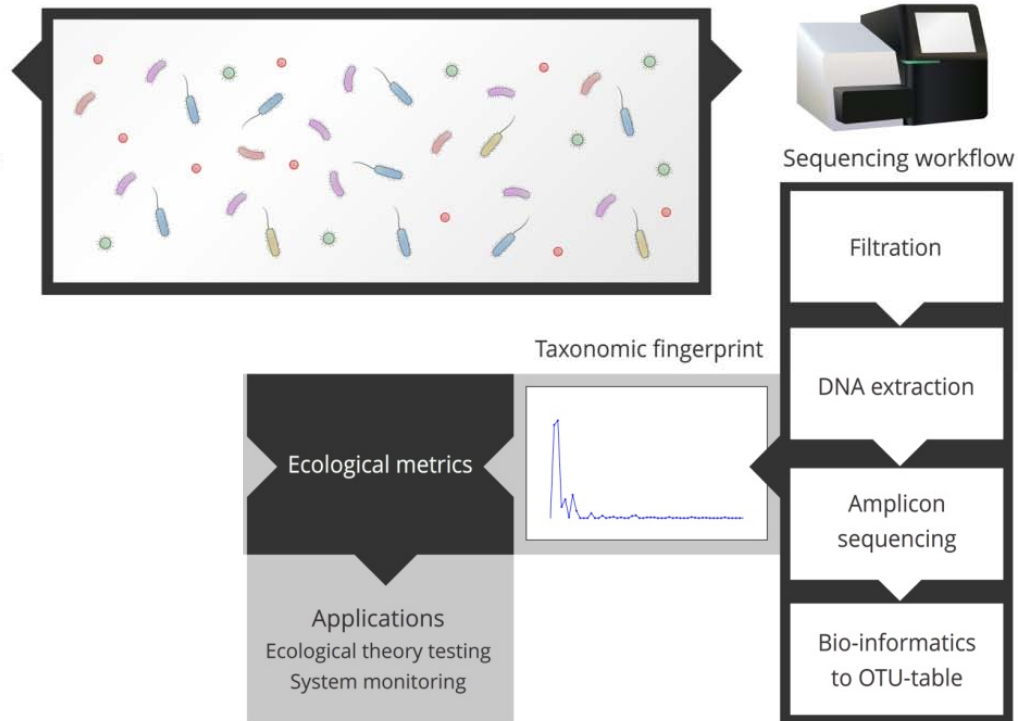 Sequencing workflow
Filtration
DNA extraction
Amplicon
sequencing
Bio-informatics
to OTU-table
Taxonomic fingerprint
Ecological metrics
Applications
Ecological theory testing
System monitoring